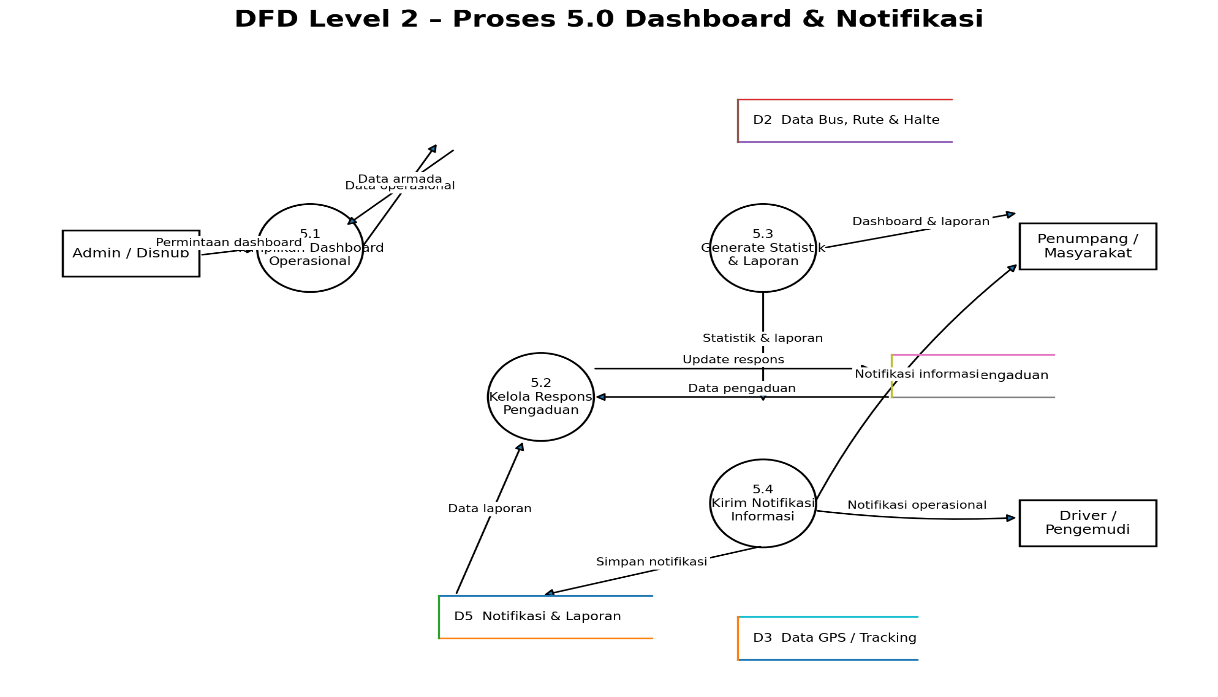 DFD Level 2 – Proses 5.0 Dashboard & Notifikasi
D2 Data Bus, Rute & Halte
Data armada
Data operasional
5.1
Dashboard
Operasional
Permintaan dashboard
Admin / Disnub
5.3
Generate Statistik
& Laporan
Dashboard & laporan
Penumpang /
Masyarakat
Statistik & laporan
Update respons
Notifikasi informasi
engaduan
Data pengaduan
5.2
Kelola Respons
Pengaduan
5.4
Kirim Notifikasi
Informasi
Notifikasi operasional
Driver /
Pengemudi
Data laporan
Simpan notifikasi
D5 Notifikasi & Laporan
D3 Data GPS / Tracking